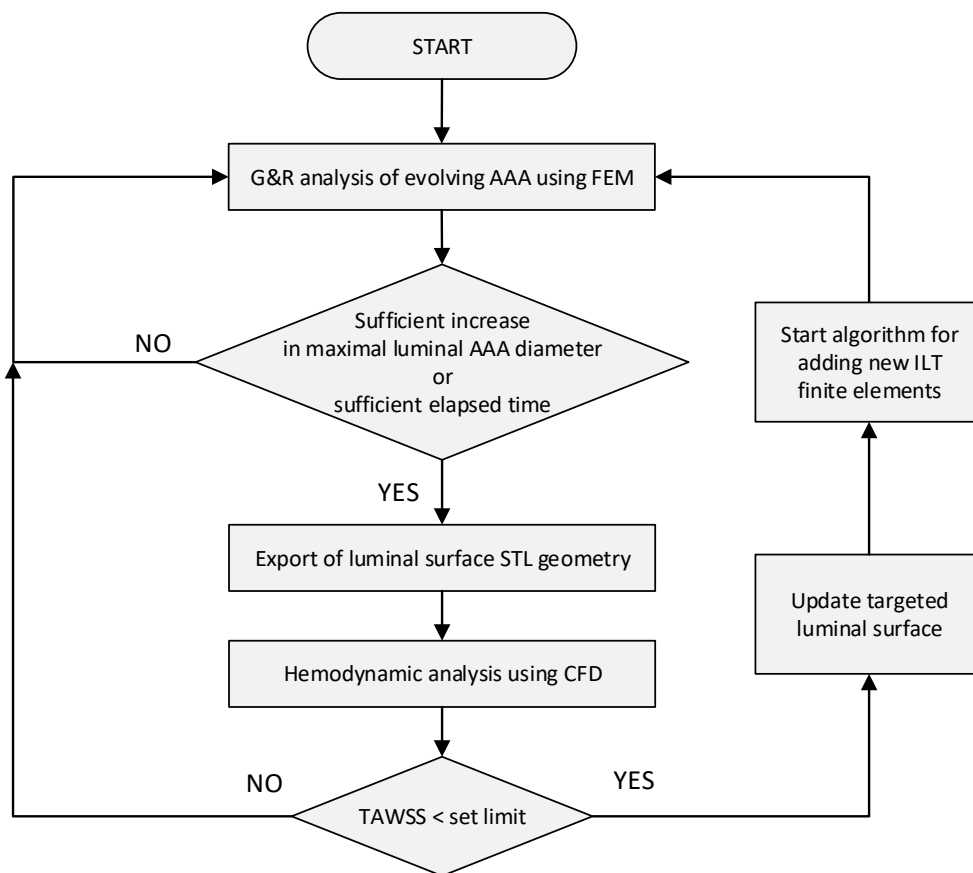 START
G&R analysis of evolving AAA using FEM
Sufficient increase
in maximal luminal AAA diameter
or
sufficient elapsed time
NO
YES
Start algorithm for
adding new ILT
finite elements
Export of luminal surface STL geometry
Update targeted
luminal surface
Hemodynamic analysis using CFD
NO
YES
TAWSS < set limit